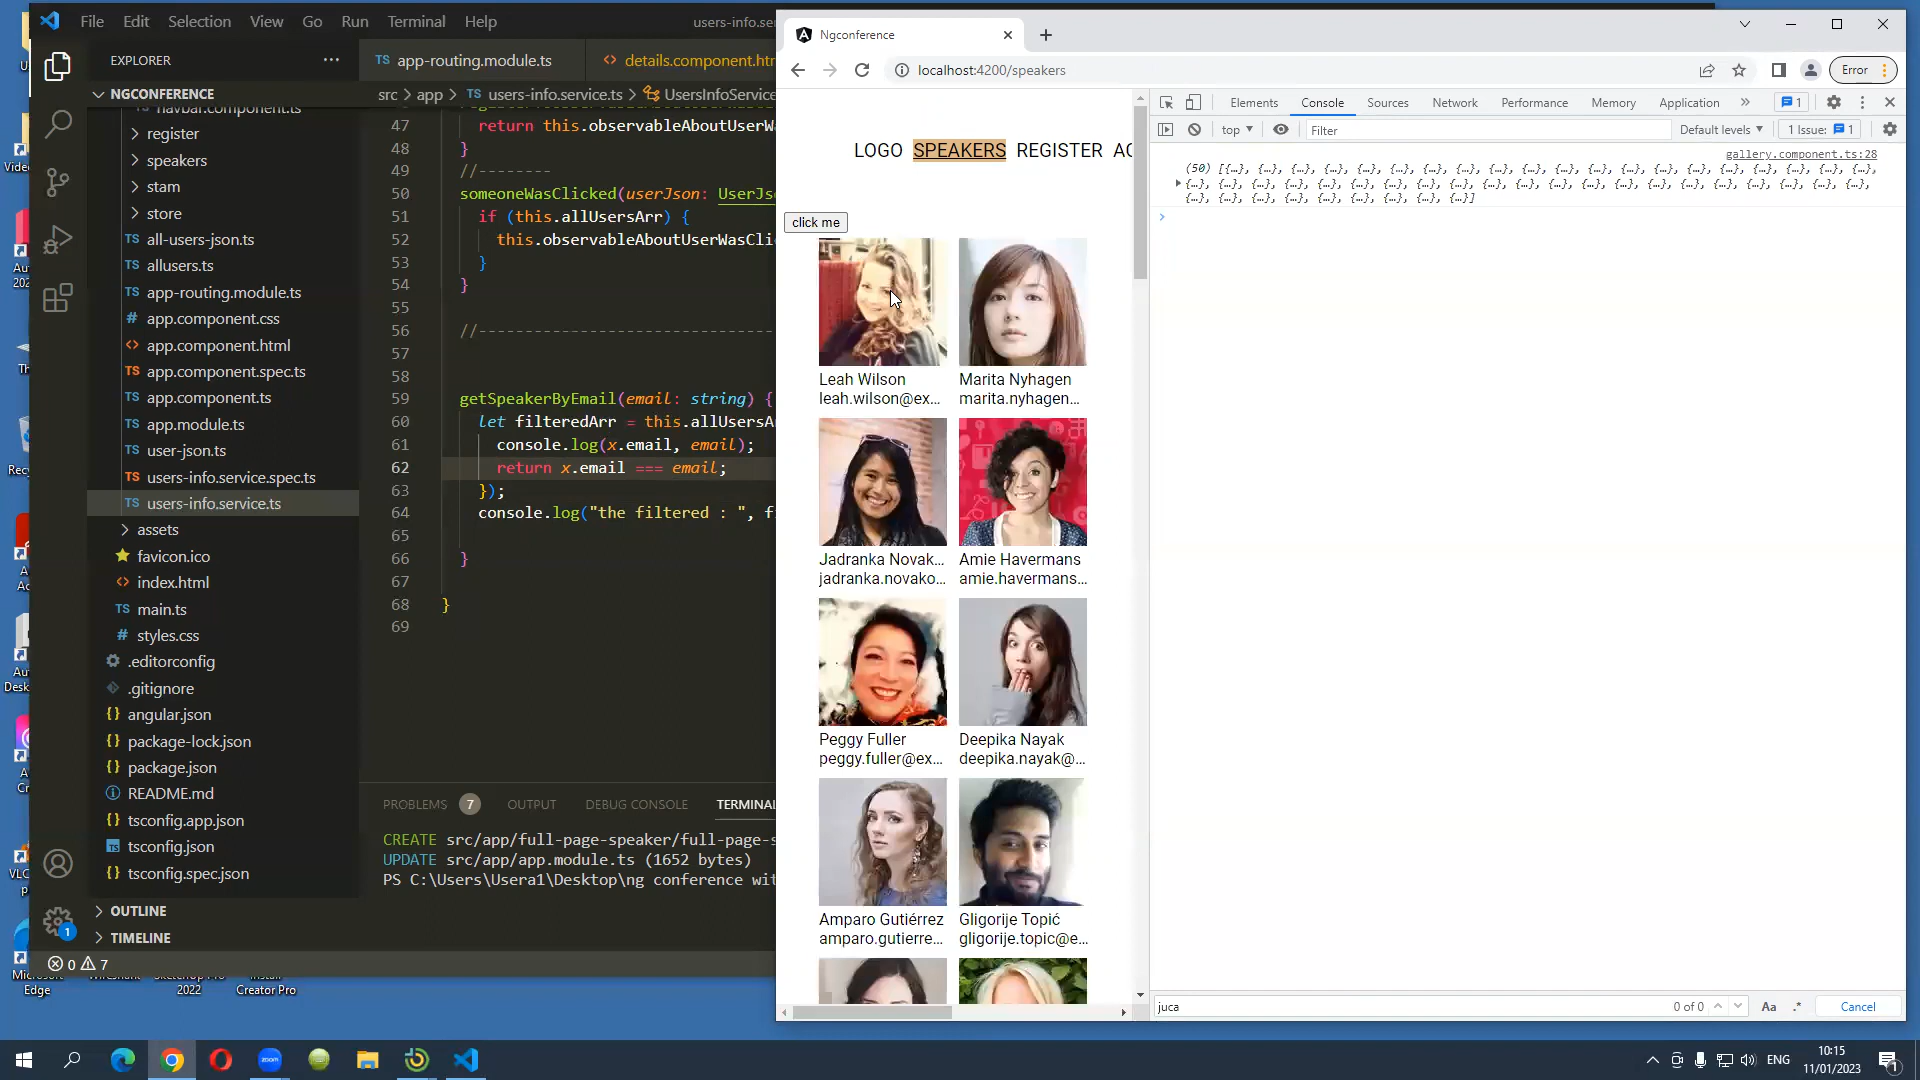 File Edit Selection View Go Run Terminal Help
users-info.se
EXPLORER
NGCONFERENCE
navbar.component.ts
register
speakers
stam
store
all-users-json.ts
allusers.ts
app-routing.module.ts
app.component.css
app.component.html
app.component.spec.ts
app.component.ts
app.module.ts
user-json.ts
users-info.service.spec.ts
users-info.service.ts
assets
favicon.ico
index.html
main.ts
styles.css
.editorconfig
.gitignore
angular.json
package-lock.json
package.json
README.md
tsconfig.app.json
tsconfig.json
tsconfig.spec.json
OUTLINE
TIMELINE
0 7
app-routing.module.ts details.component.htm
src > app > TS users-info.service.ts > UsersInfoService
47 return this.observableAboutUserWa
48 }
49 //--------
50 someoneWasClicked(userJson: UserJso
51 if (this.allUsersArr) {
52 this.observableAboutUserWasCli
53 }
54 }
55
56 //--------------------------------
57
58
59 getSpeakerByEmail(email: string) {
60 let filteredArr = this.allUsersA
61 console.log(x.email, email);
62 return x.email === email;
63 });
64 console.log("the filtered : ", f
65
66 }
67
68 }
69
PROBLEMS 7 OUTPUT DEBUG CONSOLE TERMINAL
CREATE src/app/full-page-speaker/full-page-s
UPDATE src/app/app.module.ts (1652 bytes)
PS C:\Users\Usera1\Desktop\ng conference wit
Ngconference
localhost:4200/speakers
Error
LOGO SPEAKERS REGISTER
click me
Leah Wilson
leah.wilson@ex...
Marita Nyhagen
marita.nyhagen...
Jadranka Novak...
jadranka.novako...
Amie Havermans
amie.havermans...
Peggy Fuller
peggy.fuller@ex...
Deepika Nayak
deepika.nayak@...
Amparo Gutiérrez
amparo.gutierre...
Gligorije Topić
gligorije.topic@e...
Elements Console Sources Network Performance Memory Application » 1
top Filter Default levels 1 Issue: 1
gallery.component.ts:28
(50) [{…}, {…}, {…}, {…}, {…}, {…}, {…}, {…}, {…}, {…}, {…}, {…}, {…}, {…}, {…}, {…}, {…}, {…}, {…}, {…},
{…}, {…}, {…}, {…}, {…}, {…}, {…}, {…}, {…}, {…}, {…}, {…}, {…}, {…}, {…}, {…}, {…}, {…}, {…}, {…}, {…},
{…}, {…}, {…}, {…}, {…}, {…}, {…}, {…}, {…}]
juca 0 of 0 Aa .* Cancel
Microsoft
Edge
2022
Creator Pro
ENG
10:15
11/01/2023